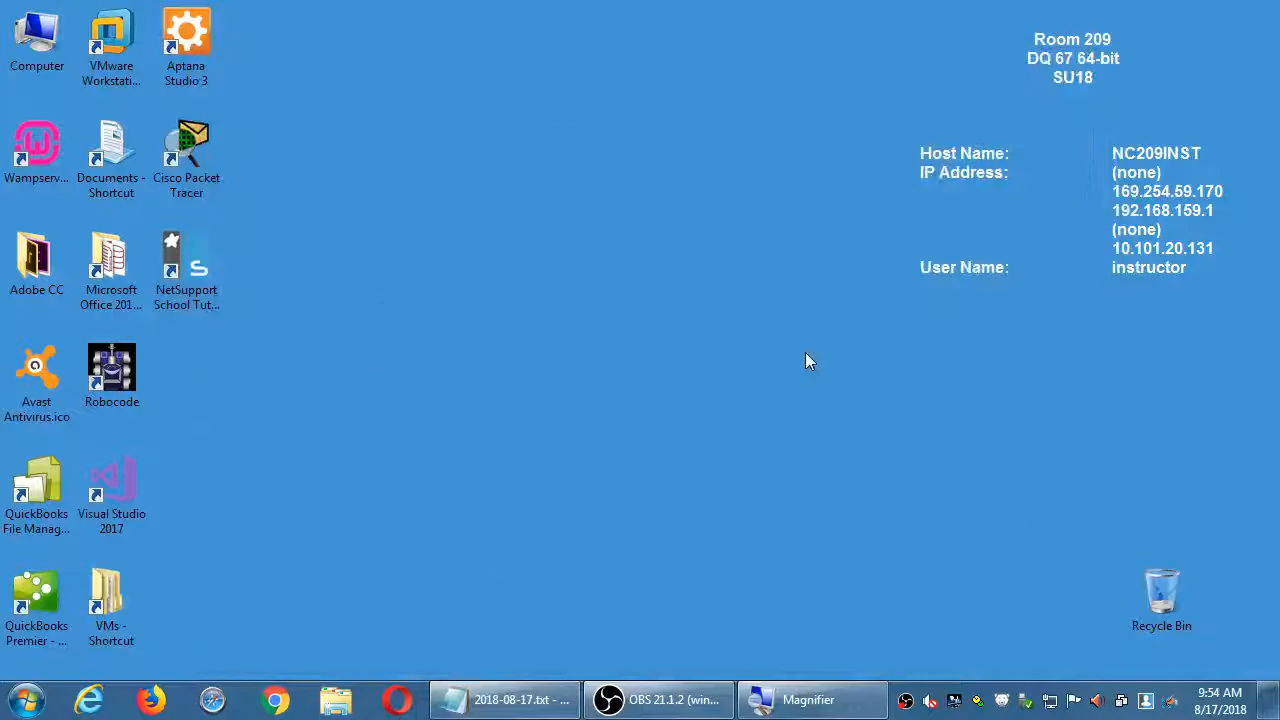 Room 209
DQ 67 64-bit
SU18
Host Name: NC209INST
IP Address: (none)
169.254.59.170
192.168.159.1
(none)
10.101.20.131
User Name: instructor
Computer
VMware
Workstati...
Aptana
Studio 3
Wampserv...
Documents -
Shortcut
Cisco Packet
Tracer
Adobe CC
Microsoft
Office 201...
NetSupport
School Tut...
Avast
Antivirus.ico
Robocode
QuickBooks
File Manag...
Visual Studio
2017
QuickBooks
Premier - ...
VMs -
Shortcut
Recycle Bin
2018-08-17.txt - ...
OBS 21.1.2 (win...
Magnifier
9:54 AM
8/17/2018